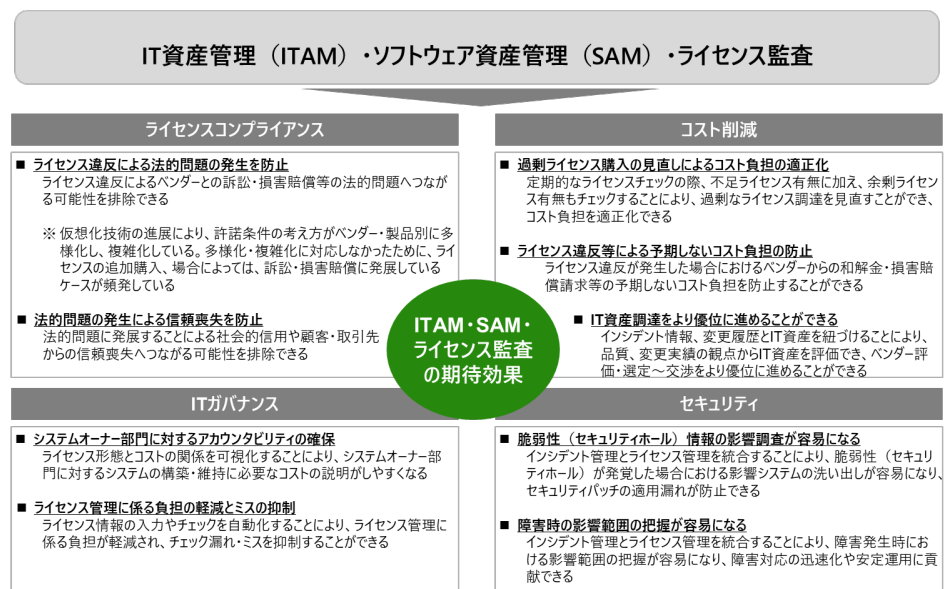 IT資産管理（ITAM）・ソフトウェア資産管理（SAM）・ライセンス監査
ライセンスコンプライアンス
■ ライセンス違反による法的問題の発生を防止
ライセンス違反によるベンダーとの訴訟・損害賠償等の法的問題へつなが
る可能性を排除できる
※ 仮想化技術の進展により、許諾条件の考え方がベンダー・製品別に多
様化し、複雑化している。多様化・複雑化に対応しなかったために、ライ
センスの追加購入、場合によっては、訴訟・損害賠償に発展している
ケースが頻発している
■ 法的問題の発生による信頼喪失を防止
法的問題に発展することによる社会的信用や顧客・取引先
からの信頼喪失へつながる可能性を排除できる
コスト削減
■ 過剰ライセンス購入の見直しによるコスト負担の適正化
定期的なライセンスチェックの際、不足ライセンス有無に加え、余剰ライセン
ス有無もチェックすることにより、過剰なライセンス調達を見直すことができ、
コスト負担を適正化できる
■ ライセンス違反等による予期しないコスト負担の防止
ライセンス違反が発生した場合におけるベンダーからの和解金・損害賠
償請求等の予期しないコスト負担を防止することができる
■ IT資産調達をより優位に進めることができる
インシデント情報、変更履歴とIT資産を紐づけることにより、
品質、変更実績の観点からIT資産を評価でき、ベンダー評
価・選定～交渉をより優位に進めることができる
ITAM・SAM・
ライセンス監査
の期待効果
ITガバナンス
■ システムオーナー部門に対するアカウンタビリティの確保
ライセンス形態とコストの関係を可視化することにより、システムオーナー部
門に対するシステムの構築・維持に必要なコストの説明がしやすくなる
■ ライセンス管理に係る負担の軽減とミスの抑制
ライセンス情報の入力やチェックを自動化することにより、ライセンス管理に
係る負担が軽減され、チェック漏れ・ミスを抑制することができる
セキュリティ
■ 脆弱性（セキュリティホール）情報の影響調査が容易になる
インシデント管理とライセンス管理を統合することにより、脆弱性（セキュリ
ティホール）が発覚した場合における影響システムの洗い出しが容易になり、
セキュリティパッチの適用漏れが防止できる
■ 障害時の影響範囲の把握が容易になる
インシデント管理とライセンス管理を統合することにより、障害発生時にお
ける影響範囲の把握が容易になり、障害対応の迅速化や安定運用に貢
献できる